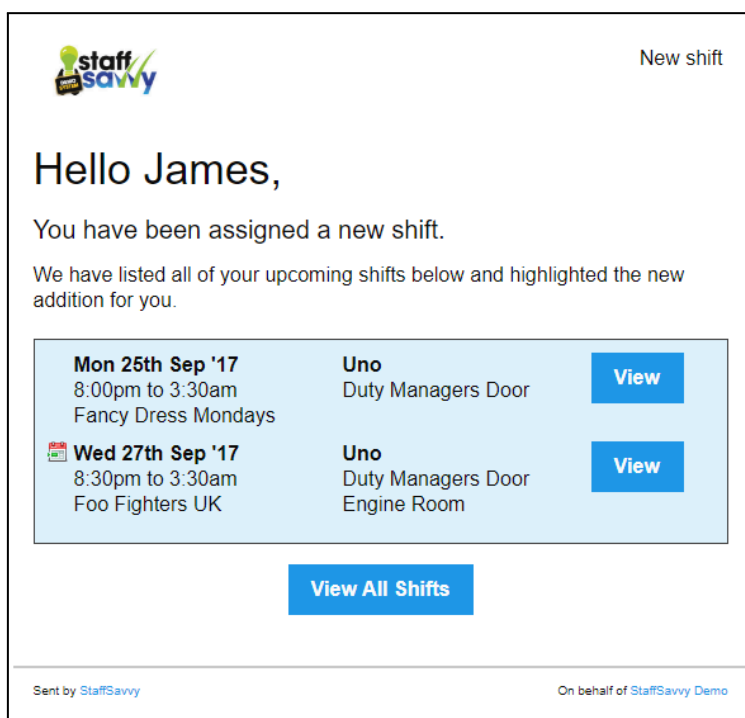 staff
savvy
New shift
Hello James,
You have been assigned a new shift.
We have listed all of your upcoming shifts below and highlighted the new
addition for you.
Mon 25th Sep '17
8:00pm to 3:30am
Fancy Dress Mondays
Uno
Duty Managers Door
View
Wed 27th Sep '17
8:30pm to 3:30am
Foo Fighters UK
Uno
Duty Managers Door
Engine Room
View
View All Shifts
Sent by StaffSavvy
On behalf of StaffSavvy Demo